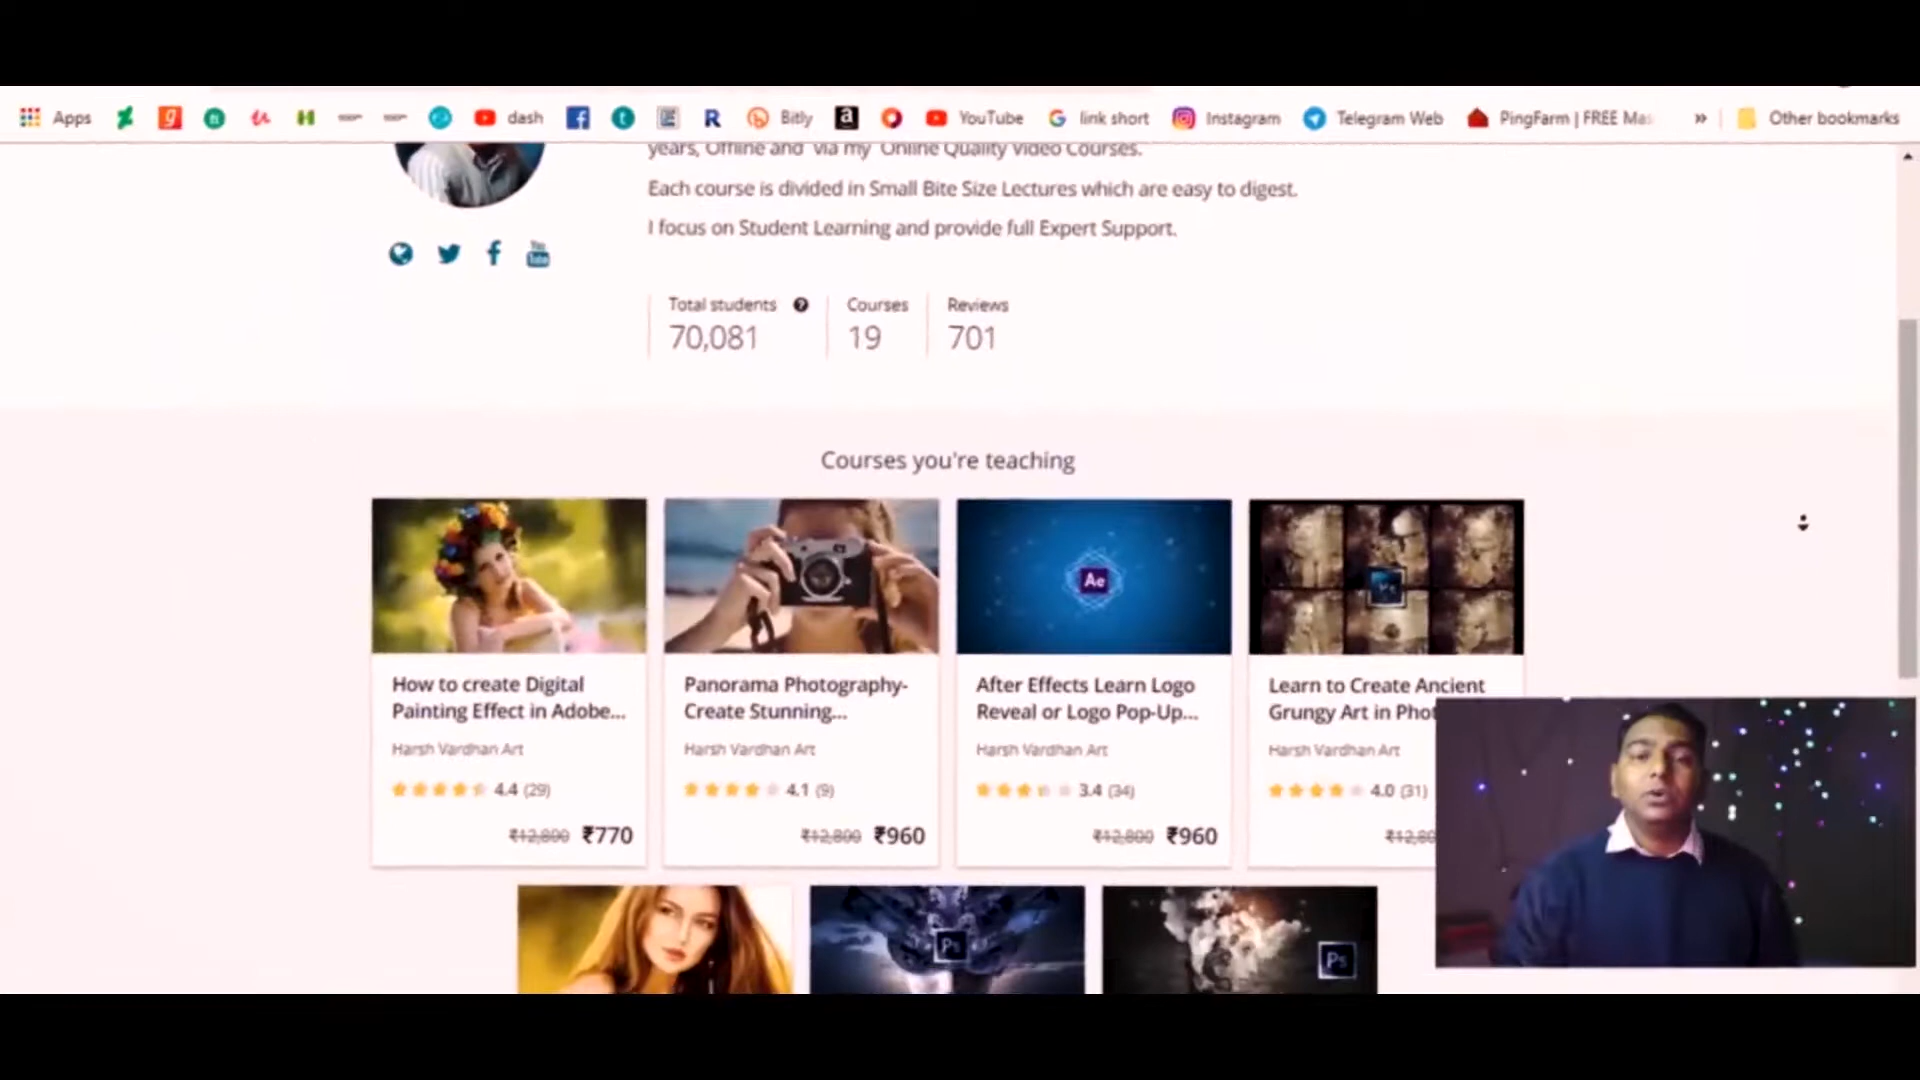 Apps
dash
Bitly
YouTube
link short
Instagram
Telegram Web
PingFarm | FREE Mas
»
Other bookmarks
years, Offline and via my Online Quality Video Courses.
Each course is divided in Small Bite Size Lectures which are easy to digest.
I focus on Student Learning and provide full Expert Support.
Total students
Courses
Reviews
70,081
19
701
Courses you're teaching
Ae
Ps
How to create Digital
Painting Effect in Adobe...
Harsh Vardhan Art
4.4 (29)
₹12,800 ₹770
Panorama Photography-
Create Stunning...
Harsh Vardhan Art
4.1 (9)
₹12,800 ₹960
After Effects Learn Logo
Reveal or Logo Pop-Up...
Harsh Vardhan Art
3.4 (34)
₹12,800 ₹960
Learn to Create Ancient
Grungy Art in Phot
Harsh Vardhan Art
4.0 (31)
₹12,80
Ps
Ps